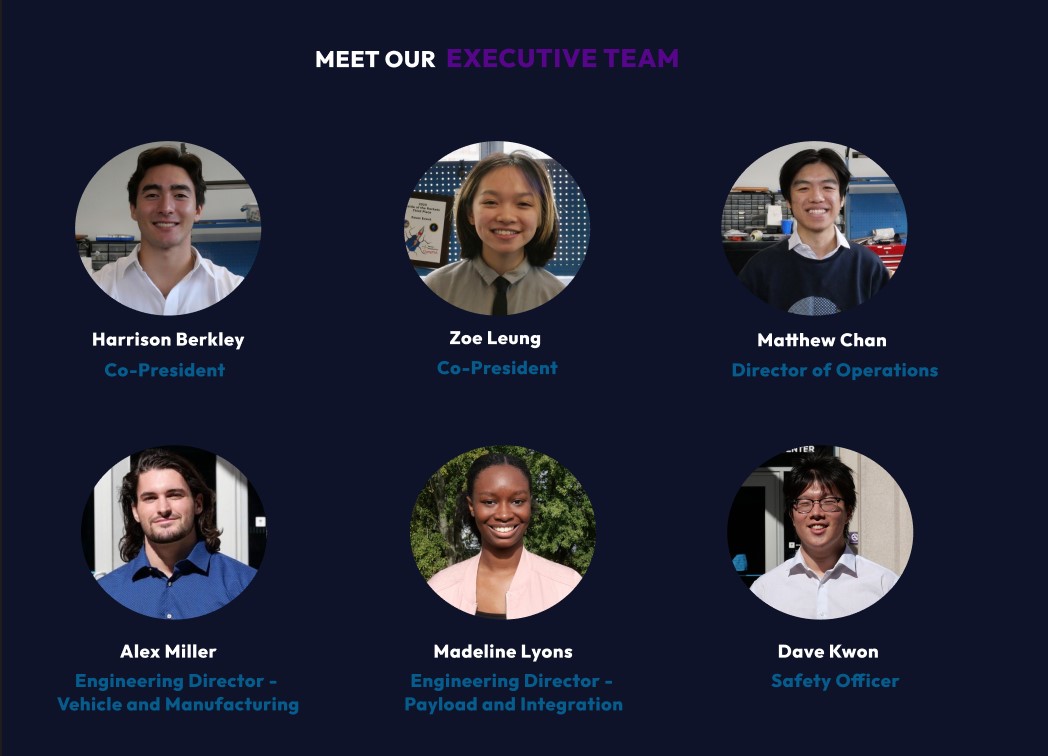 MEET OUR EXECUTIVE TEAM
Harrison Berkley
Zoe Leung
Matthew Chan
Co-President
Co-President
Director of Operations
Alex Miller
Madeline Lyons
Dave Kwon
Engineering Director -
Vehicle and Manufacturing
Engineering Director -
Payload and Integration
Safety Officer